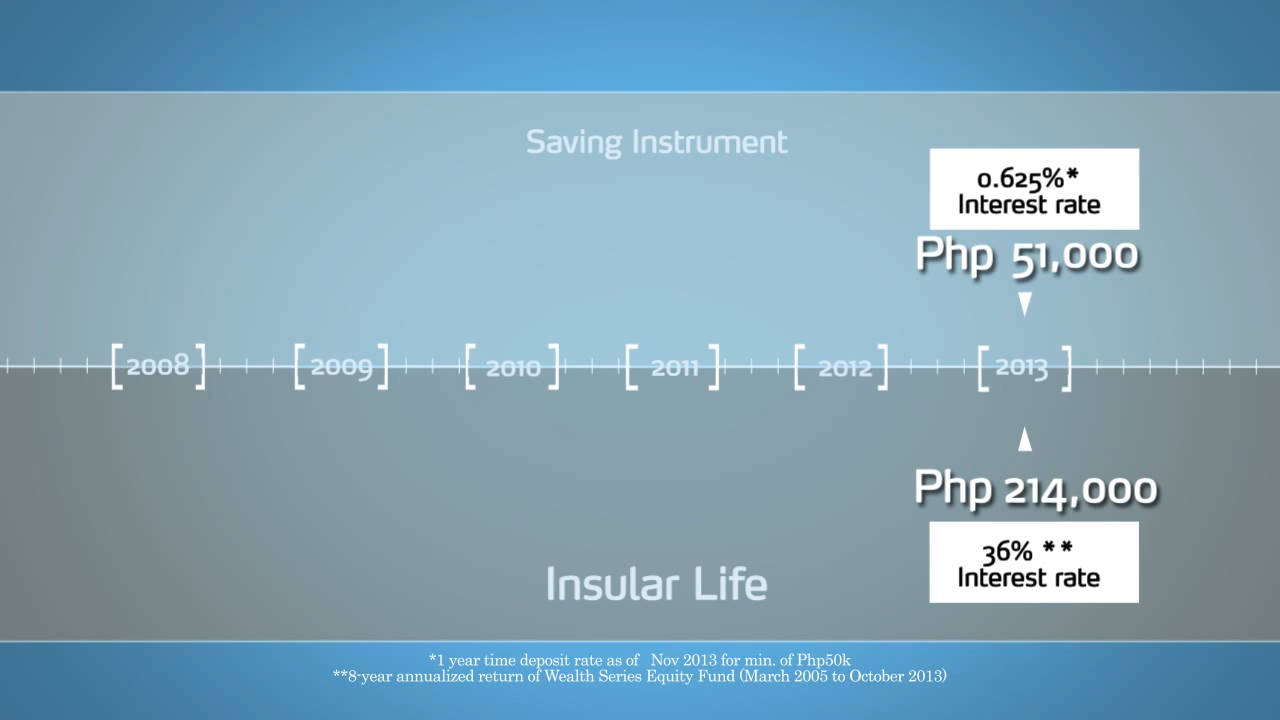 Saving Instrument
0.625%*
Interest rate
Php 51,000
[2008] [2009] [2010] [2011] [2012] [2013]
Php 214,000
36% **
Interest rate
Insular Life
*1 year time deposit rate as of Nov 2013 for min. of Php50k
**8-year annualized return of Wealth Series Equity Fund (March 2005 to October 2013)